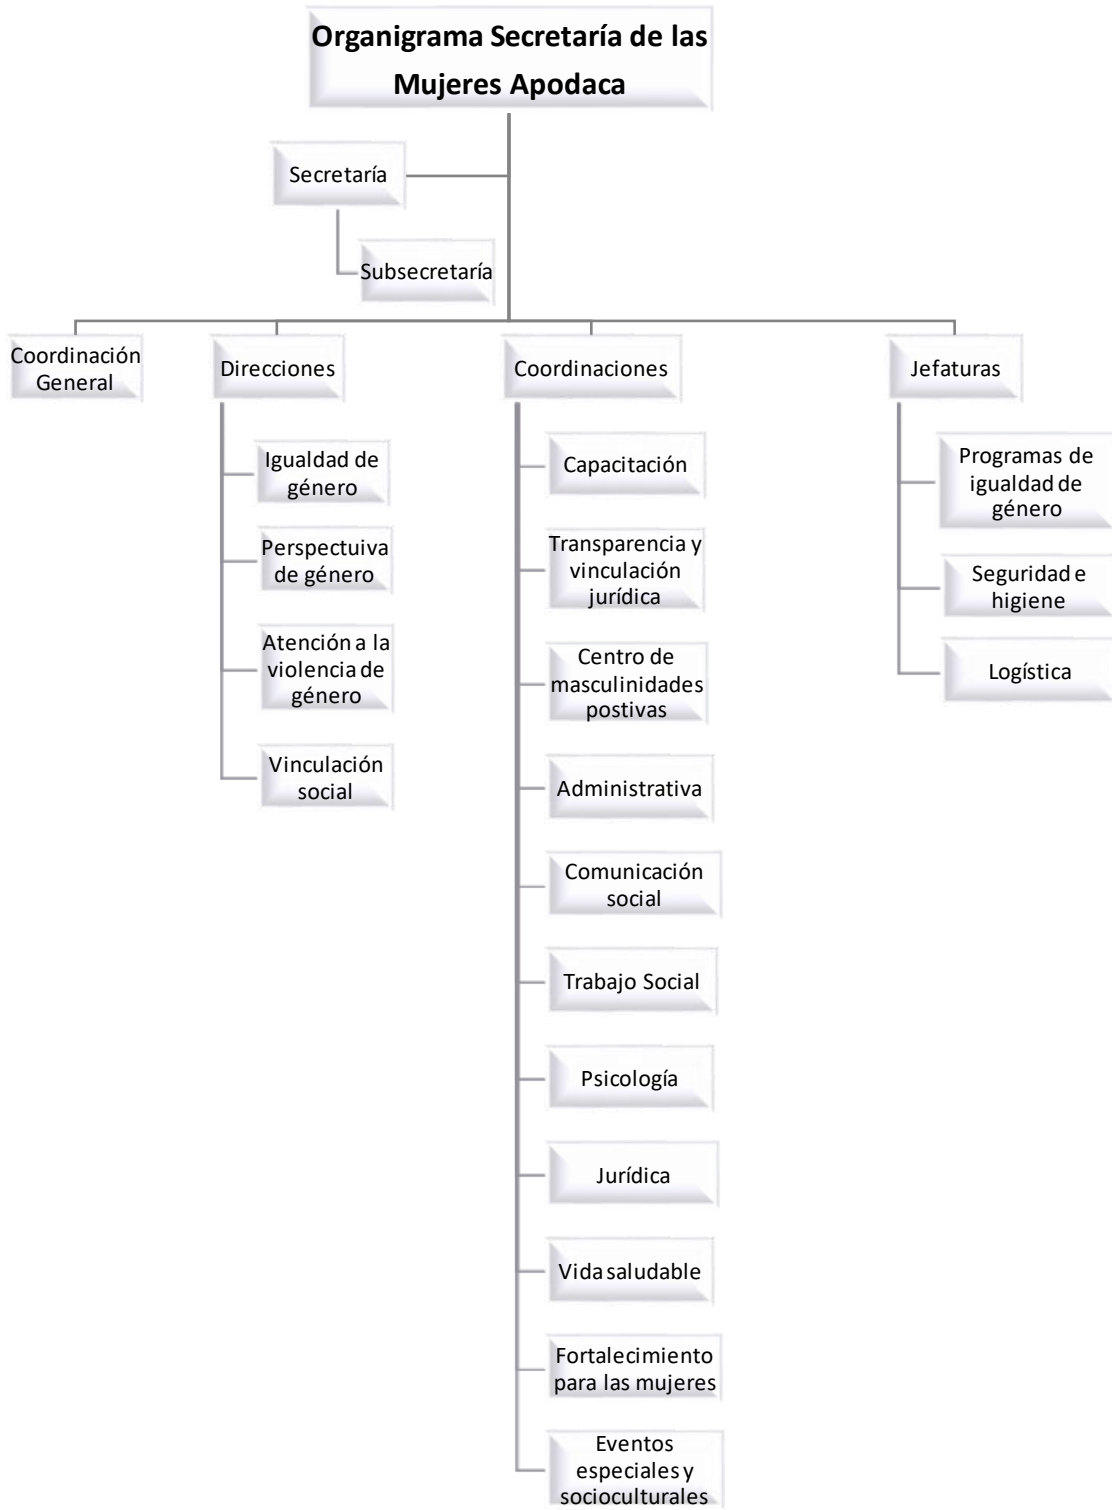 Organigrama Secretaría de las
Mujeres Apodaca
Secretaría
Subsecretaría
Coordinación
General
Direcciones
Igualdad de
género
Perspectuiva
de género
Atención a la
violencia de
género
Vinculación
social
Coordinaciones
Capacitación
Transparencia y
vinculación
jurídica
Centro de
masculinidades
postivas
Administrativa
Comunicación
social
Trabajo Social
Psicología
Jurídica
Vida saludable
Fortalecimiento
para las mujeres
Eventos
especiales y
socioculturales
Jefaturas
Programas de
igualdad de
género
Seguridad e
higiene
Logística